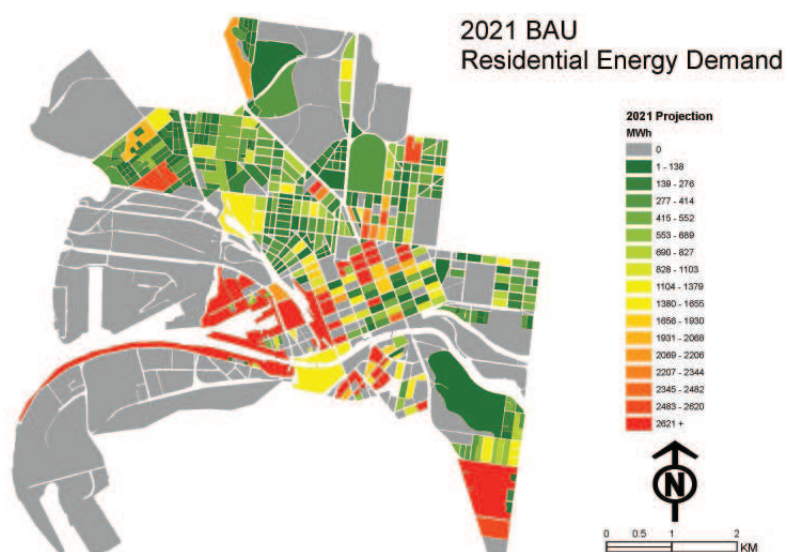 2021 BAU
Residential Energy Demand
2021 Projection
MWh
0
1 - 138
139 - 276
277 - 414
415 - 552
553 - 689
690 - 827
828 - 1103
1104 - 1379
1380 - 1655
1656 - 1930
1931 - 2068
2069 - 2206
2207 - 2344
2345 - 2482
2483 - 2620
2621 +
N
0 0.5 1 2
KM